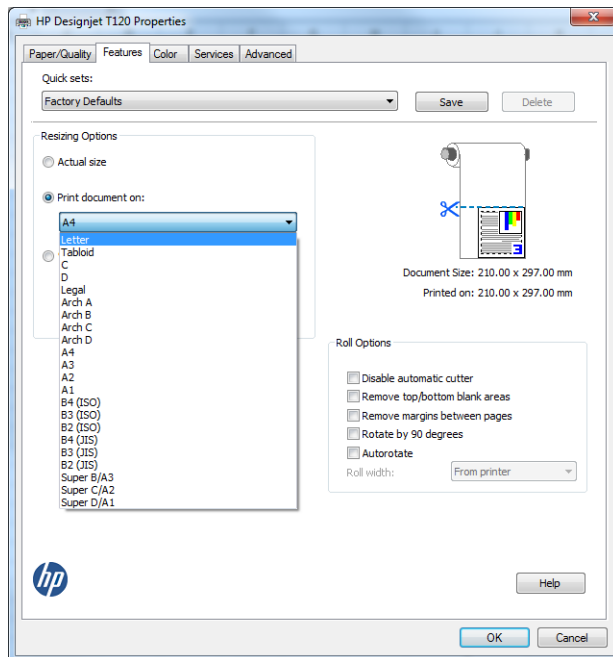 HP Designjet T120 Properties
Paper/Quality Features Color Services Advanced
Quick sets:
Factory Defaults
Save
Delete
Resizing Options
Actual size
Print document on:
A4
Letter
Tabloid
C
D
Legal
Arch A
Arch B
Arch C
Arch D
A4
A3
A2
A1
B4 (ISO)
B3 (ISO)
B2 (ISO)
B4 (JIS)
B3 (JIS)
B2 (JIS)
Super B/A3
Super C/A2
Super D/A1
3
Document Size: 210.00 x 297.00 mm
Printed on: 210.00 x 297.00 mm
Roll Options
Disable automatic cutter
Remove top/bottom blank areas
Remove margins between pages
Rotate by 90 degrees
Autorotate
Roll width: From printer
hp
Help
OK
Cancel